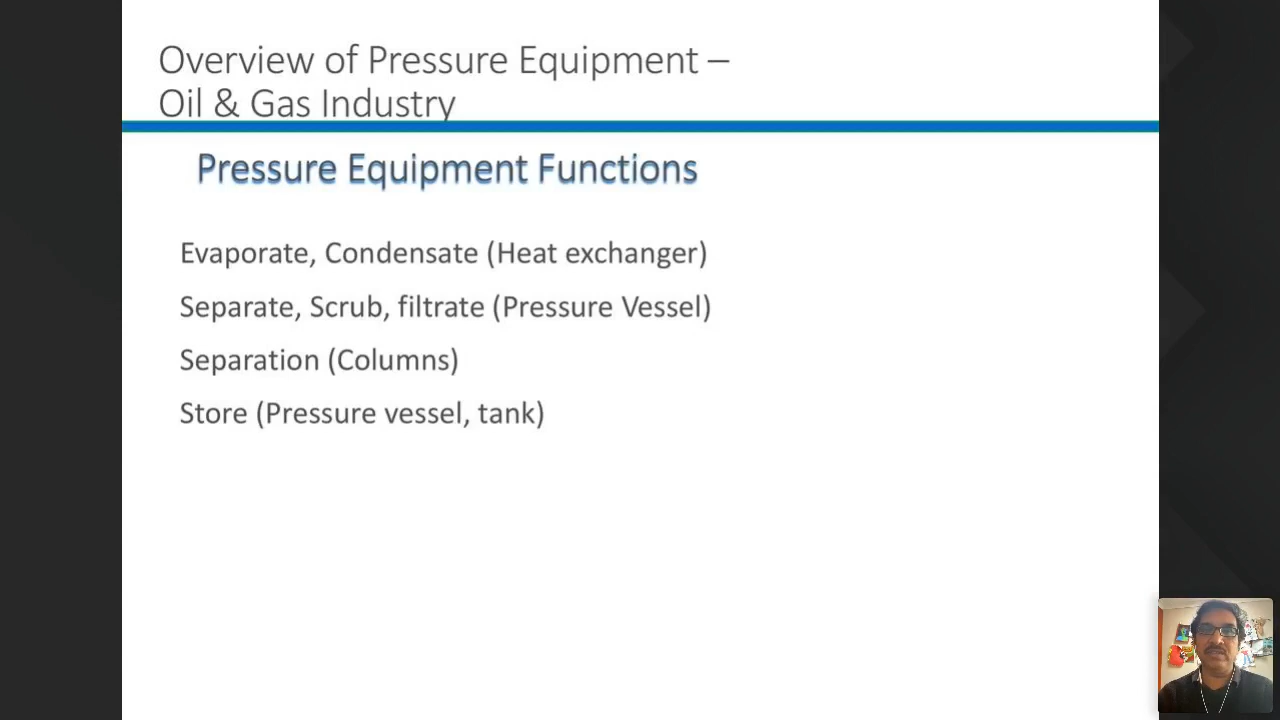 Overview of Pressure Equipment –
Oil & Gas Industry
Pressure Equipment Functions
Evaporate, Condensate (Heat exchanger)
Separate, Scrub, filtrate (Pressure Vessel)
Separation (Columns)
Store (Pressure vessel, tank)